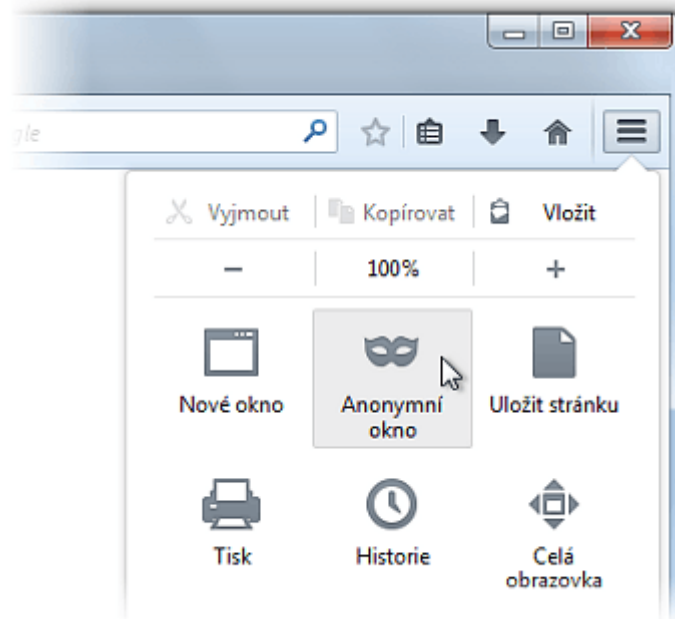 gle
Vyjmout Kopírovat Vložit
− 100% +
Nové okno Anonymní okno Uložit stránku
Tisk Historie Celá obrazovka